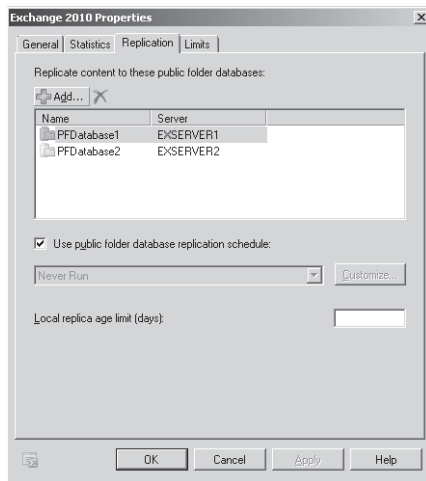 Exchange 2010 Properties
General Statistics Replication Limits
Replicate content to these public folder databases:
Add...
Name Server
PFDatabase1 EXSERVER1
PFDatabase2 EXSERVER2
Use public folder database replication schedule:
Never Run Customize...
Local replica age limit (days):
OK Cancel Apply Help